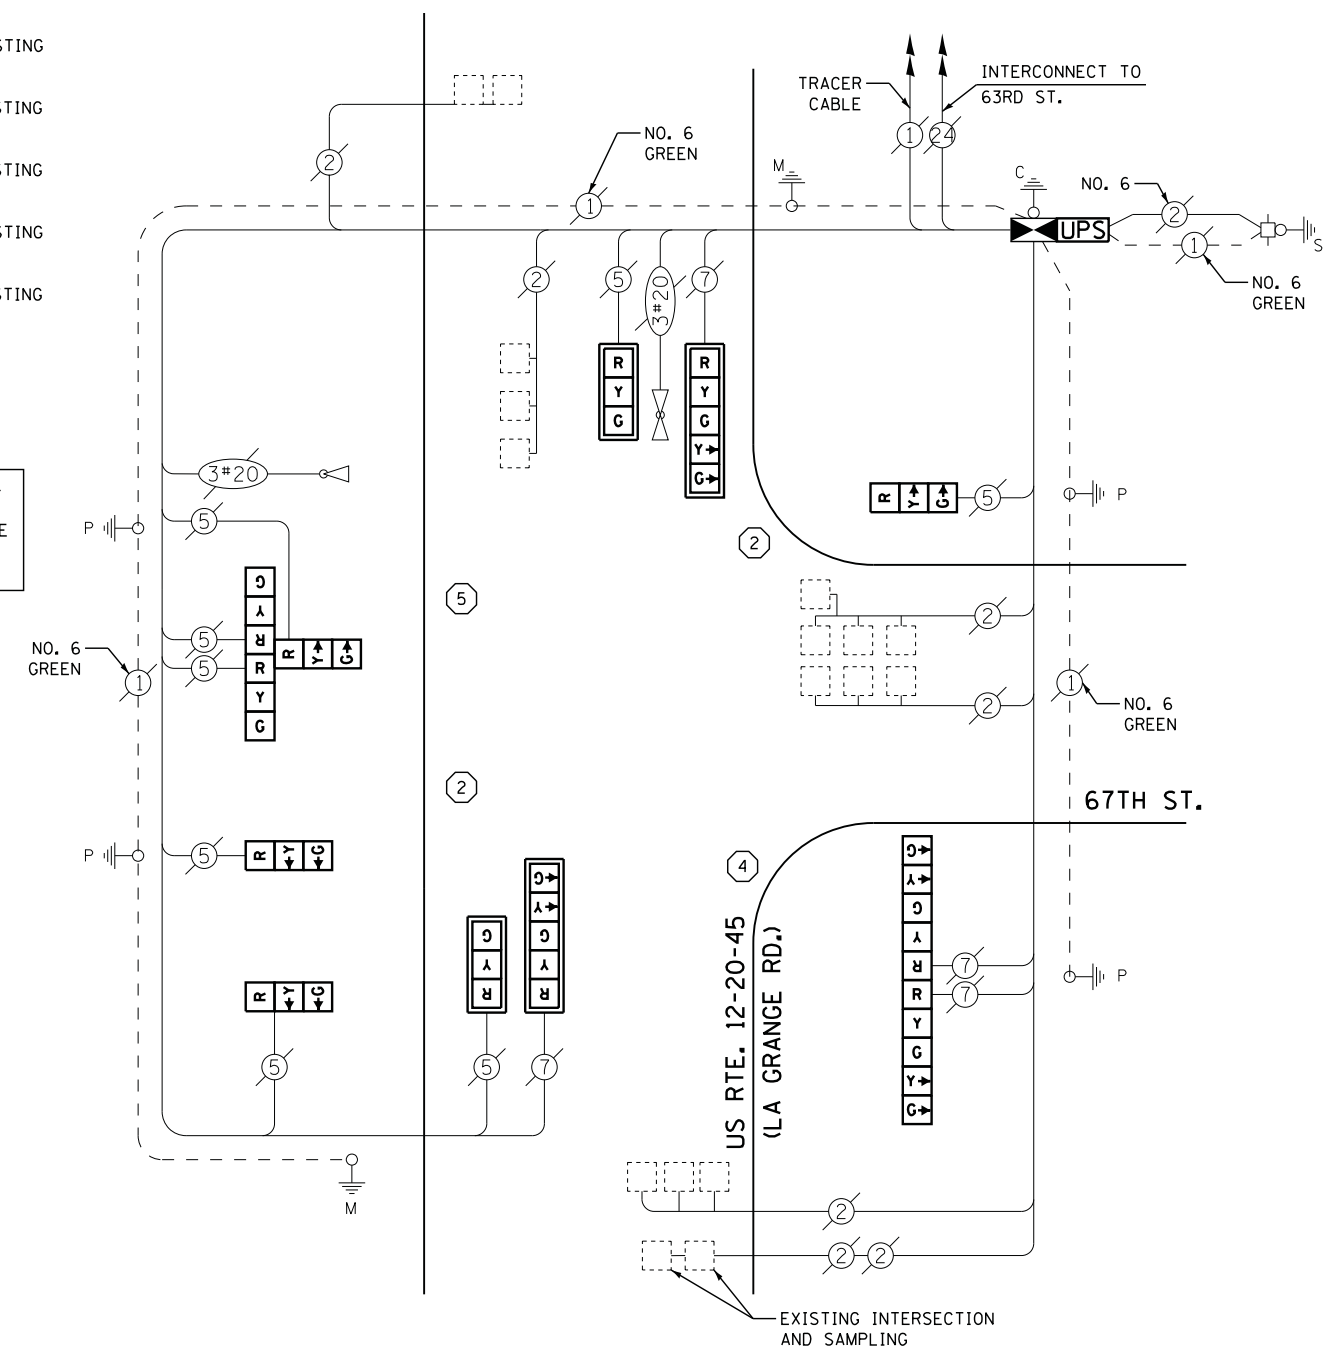 STING
STING
STING
STING
STING
E
TRACER
CABLE
INTERCONNECT TO
63RD ST.
1
24
NO. 6
GREEN
2
1
M
C
UPS
NO. 6
2
1
S
NO. 6
GREEN
2
5
3#20
7
R
Y
G
R
Y
G
Y
G
3#20
P
5
G
Y
R
R
Y
G
5
5
R Y G
NO. 6
GREEN
1
5
2
R Y G
5
P
2
2
1
NO. 6
GREEN
67TH ST.
P
5
R Y G
2
4
G
Y
G
Y
R
G
Y
R
R Y G
5
5
7
M
US RTE. 12-20-45
(LA GRANGE RD.)
G
Y
G
Y
R
R
Y
G
Y
G
7
7
P
2
2
2
EXISTING INTERSECTION
AND SAMPLING